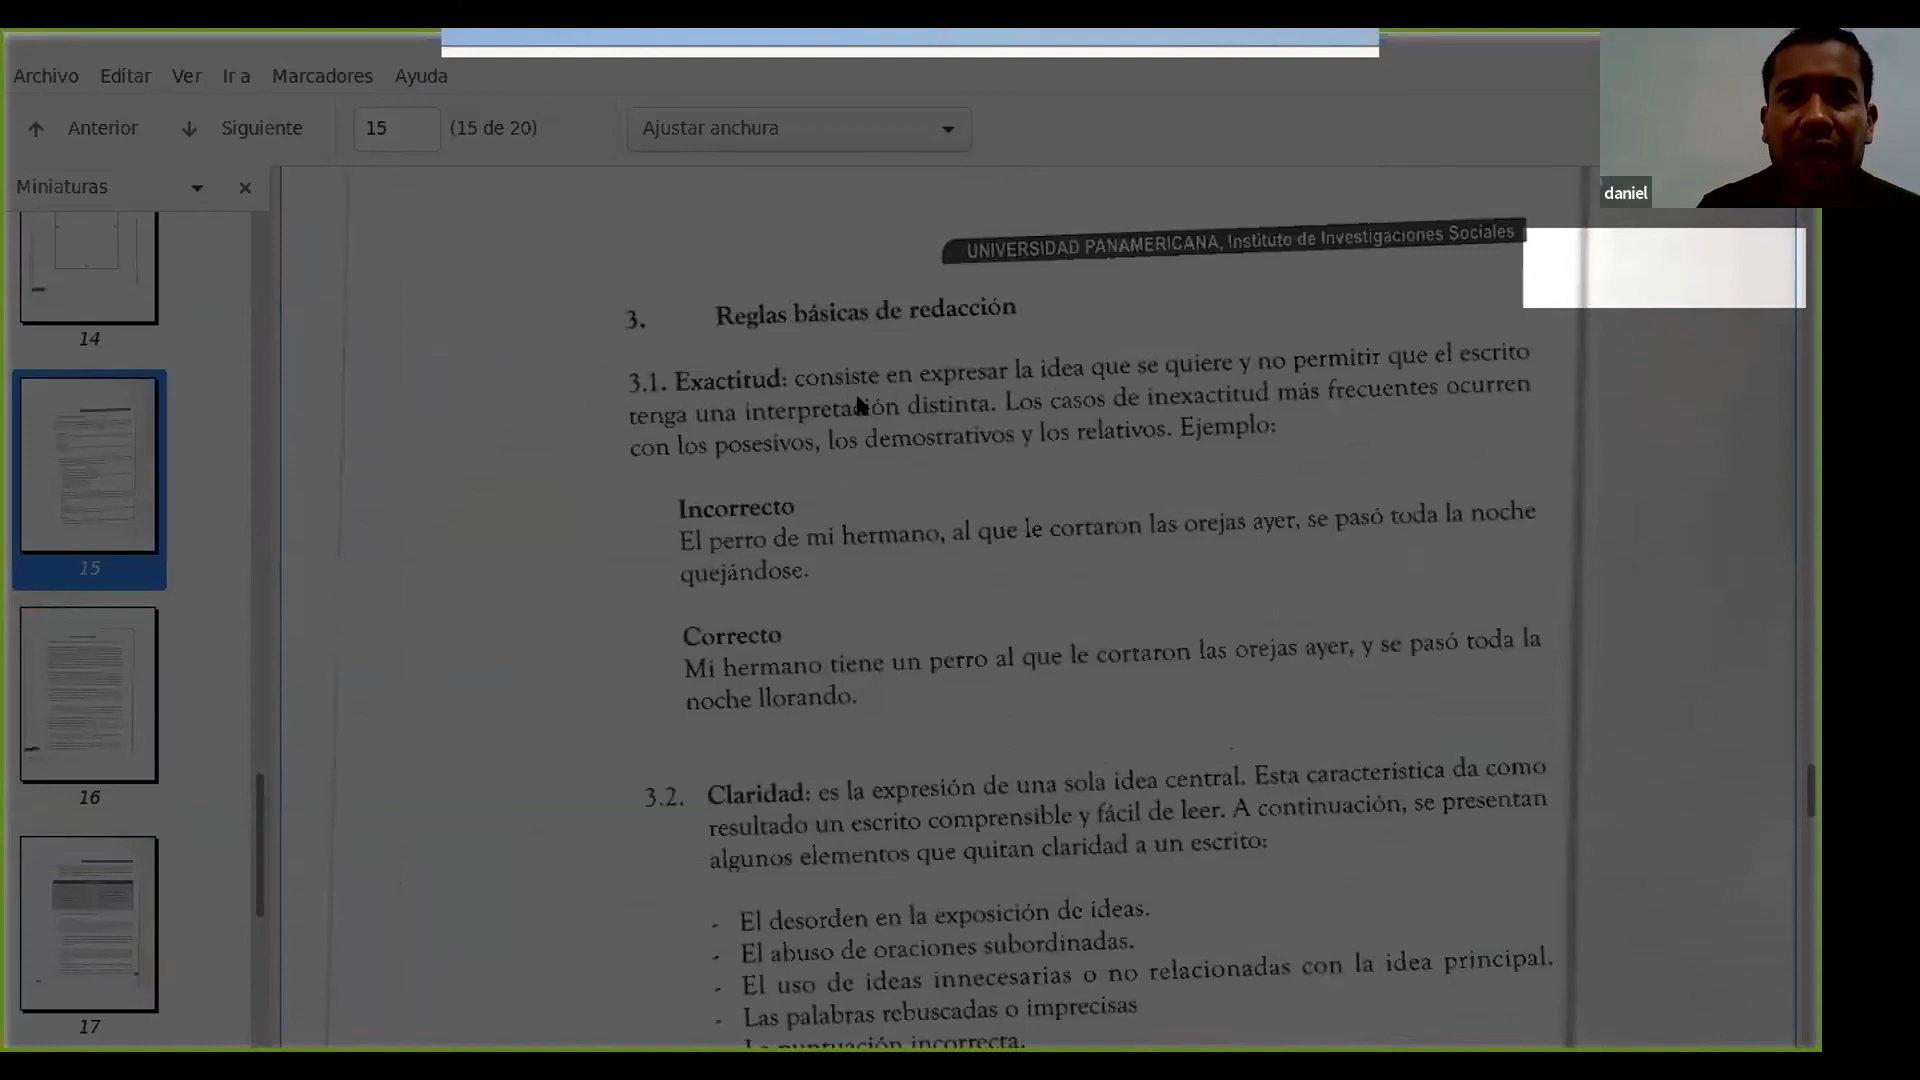 Archivo Editar Ver Ir a Marcadores Ayuda
Anterior Siguiente 15 (15 de 20) Ajustar anchura
Miniaturas
14
15
16
17
daniel
UNIVERSIDAD PANAMERICANA, Instituto de Investigaciones Sociales
3. Reglas básicas de redacción
3.1. Exactitud: consiste en expresar la idea que se quiere y no permitir que el escrito
tenga una interpretación distinta. Los casos de inexactitud más frecuentes ocurren
con los posesivos, los demostrativos y los relativos. Ejemplo:
Incorrecto
El perro de mi hermano, al que le cortaron las orejas ayer, se pasó toda la noche
quejándose.
Correcto
Mi hermano tiene un perro al que le cortaron las orejas ayer, y se pasó toda la
noche llorando.
3.2. Claridad: es la expresión de una sola idea central. Esta característica da como
resultado un escrito comprensible y fácil de leer. A continuación, se presentan
algunos elementos que quitan claridad a un escrito:
- El desorden en la exposición de ideas.
- El abuso de oraciones subordinadas.
- El uso de ideas innecesarias o no relacionadas con la idea principal.
- Las palabras rebuscadas o imprecisas
La puntuación incorrecta.